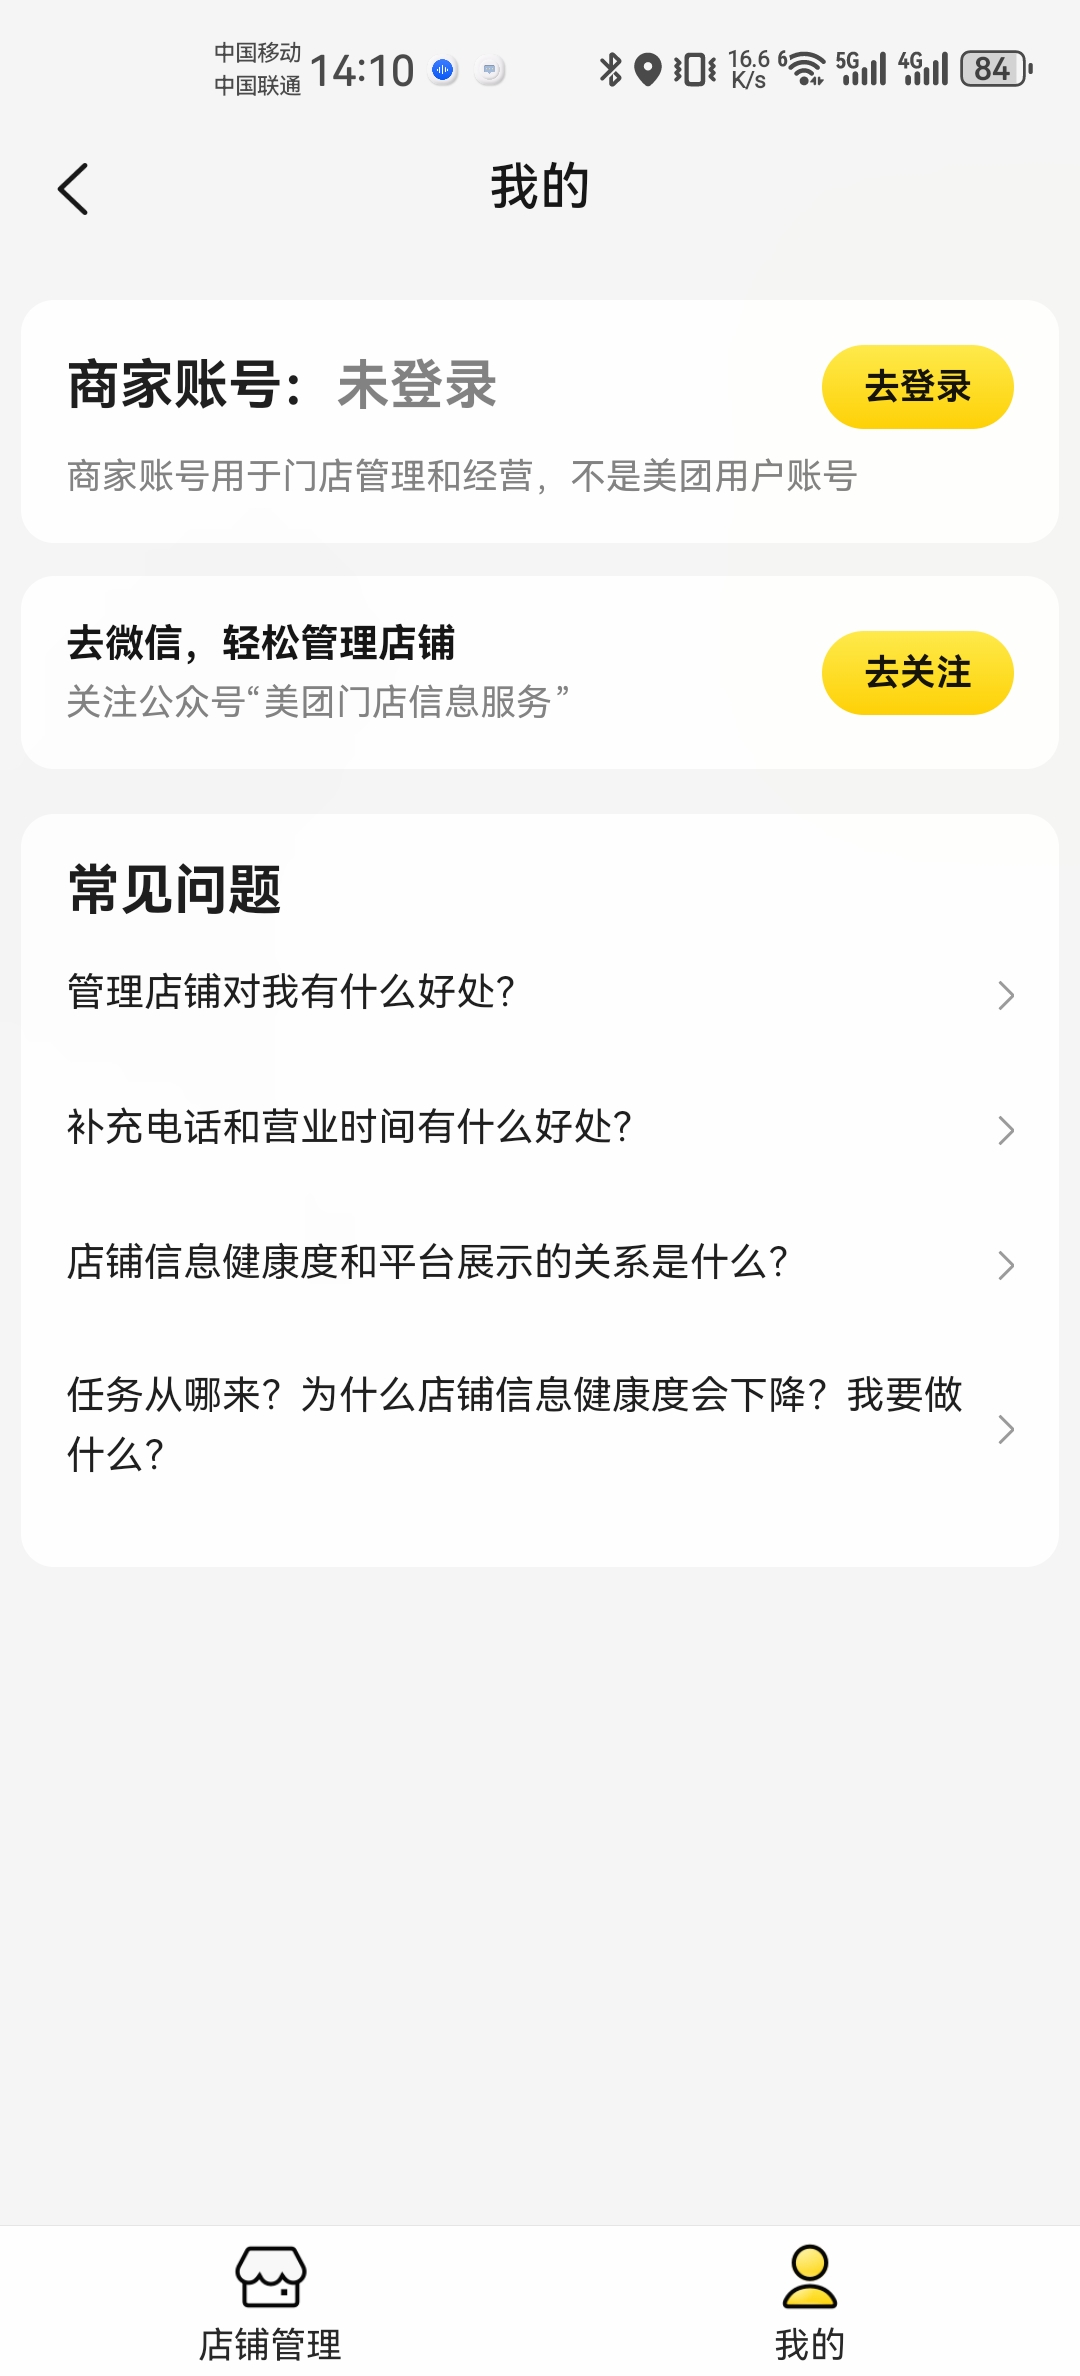 中国移动
中国联通
14:10
16.6
K/s
6
5G
4G
84
我的
商家账号：未登录
去登录
商家账号用于门店管理和经营，不是美团用户账号
去微信，轻松管理店铺
关注公众号“美团门店信息服务”
去关注
常见问题
管理店铺对我有什么好处？
补充电话和营业时间有什么好处？
店铺信息健康度和平台展示的关系是什么？
任务从哪来？为什么店铺信息健康度会下降？我要做
什么？
店铺管理
我的